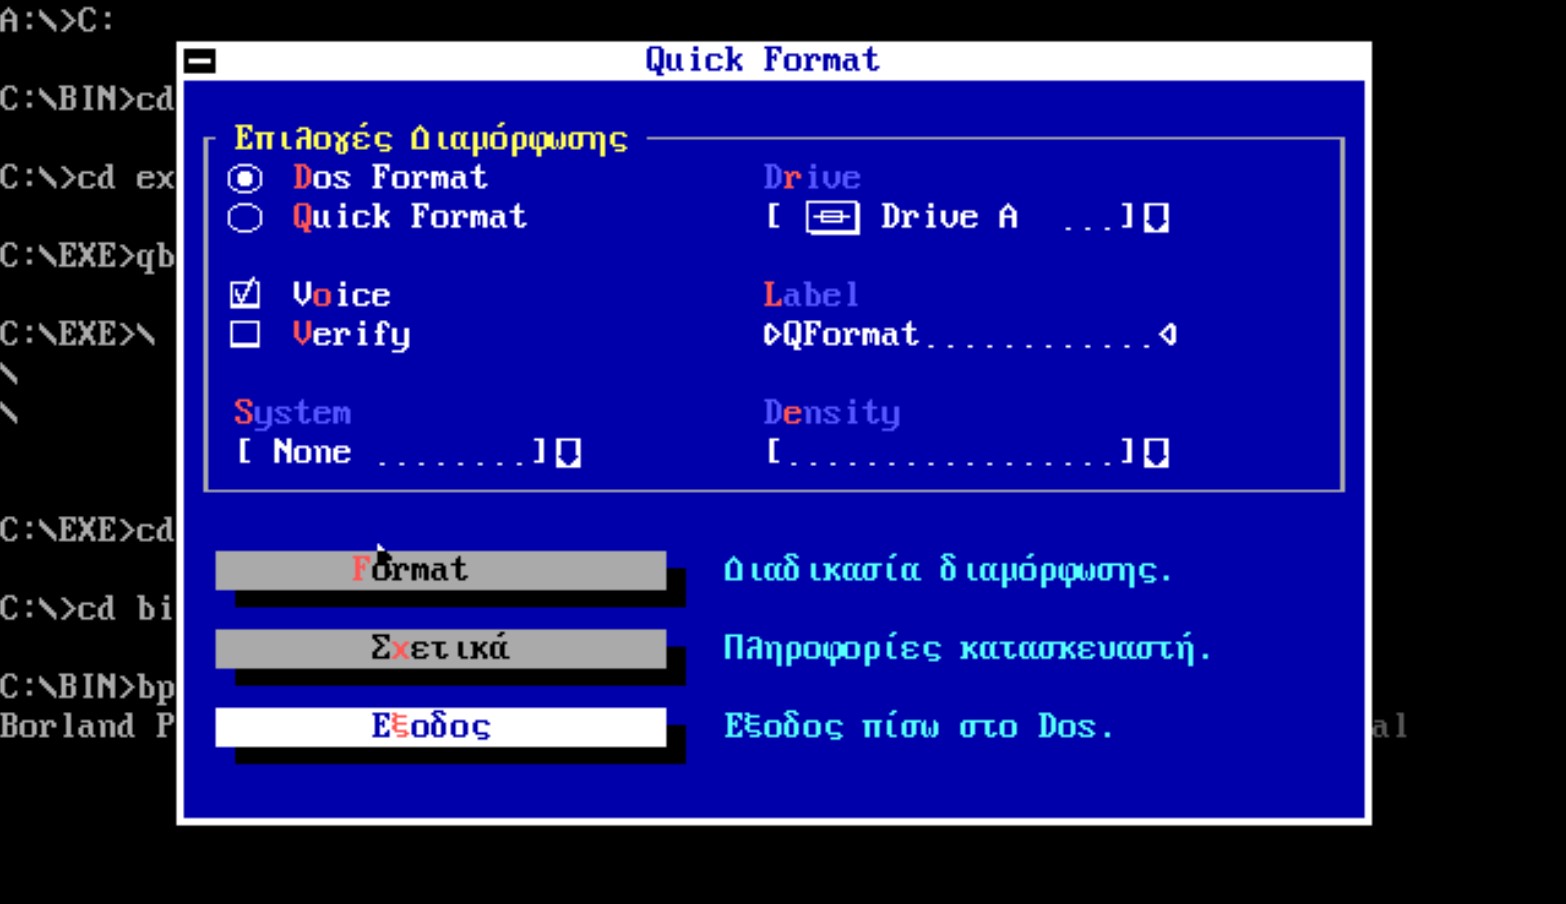 A:\>C:
Quick Format
C:\BIN>cd
Επιλογές Διαμόρφωσης
C:\>cd ex
Dos Format
Drive
Quick Format
[ Drive A ...]
C:\EXE>qb
Voice
Label
C:\EXE>\
Verify
QFormat............
\
\
System
Density
[ None ........]
[.................]
C:\EXE>cd
Format
Διαδικασία διαμόρφωσης.
C:\>cd bi
Σχετικά
Πληροφορίες κατασκευαστή.
C:\BIN>bp
Borland P
Εξοδος
Εξοδος πίσω στο Dos.
al